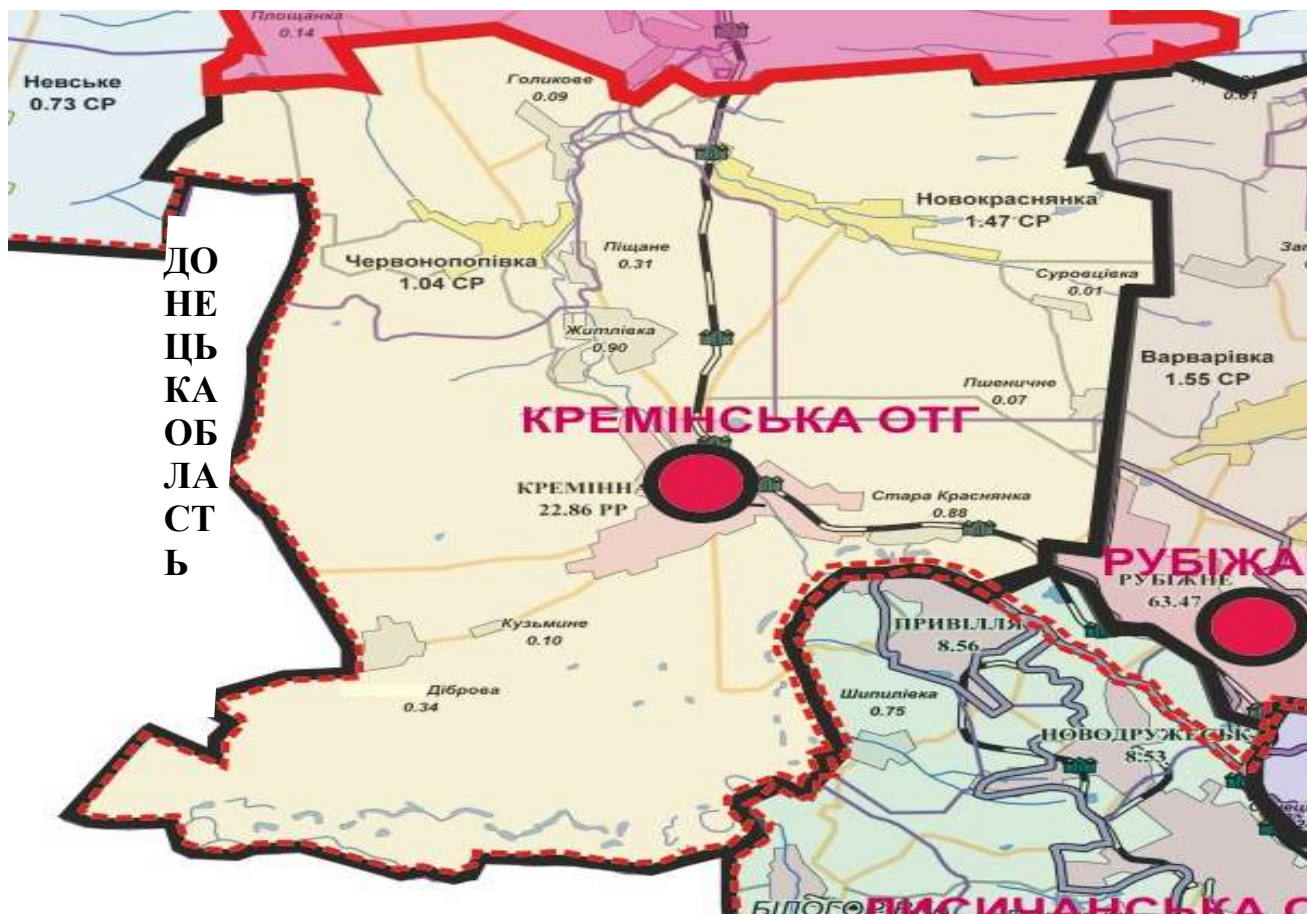 Площанка
0.14
Невське
0.73 СР
Голикове
0.09
0.01
Новокраснянка
1.47 СР
ДО
НЕ
ЦЬ
КА
ОБ
ЛА
СТ
Ь
Червонопопівка
1.04 СР
Піщане
0.31
Суровцівка
0.01
Житлівка
0.90
Варварівка
1.55 СР
Пшеничне
0.07
КРЕМІНСЬКА ОТГ
КРЕМІННА
22.86 РР
Стара Краснянка
0.88
РУБІЖА
РУБІЖНЕ
63.47
Кузьмине
0.10
ПРИВІЛЛЯ
8.56
Діброва
0.34
Шипилівка
0.75
НОВОДРУЖЕСЬК
8.53
ЛИСИЧАНСЬКА О